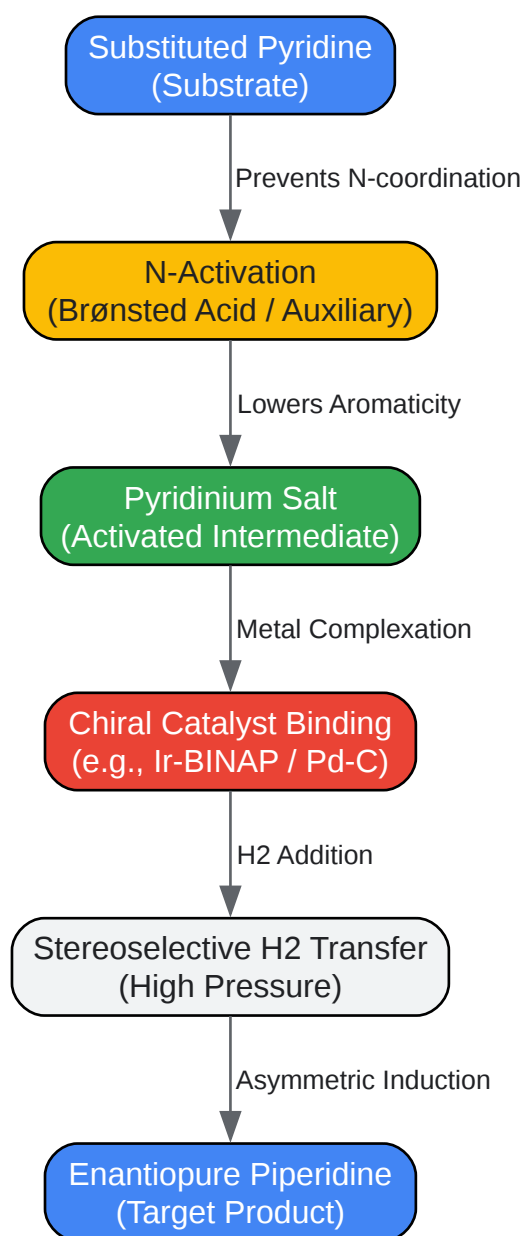 Substituted Pyridine
(Substrate)
Prevents N-coordination
N-Activation
(Brønsted Acid / Auxiliary)
Lowers Aromaticity
Pyridinium Salt
(Activated Intermediate)
Metal Complexation
Chiral Catalyst Binding
(e.g., Ir-BINAP / Pd-C)
H2 Addition
Stereoselective H2 Transfer
(High Pressure)
Asymmetric Induction
Enantiopure Piperidine
(Target Product)